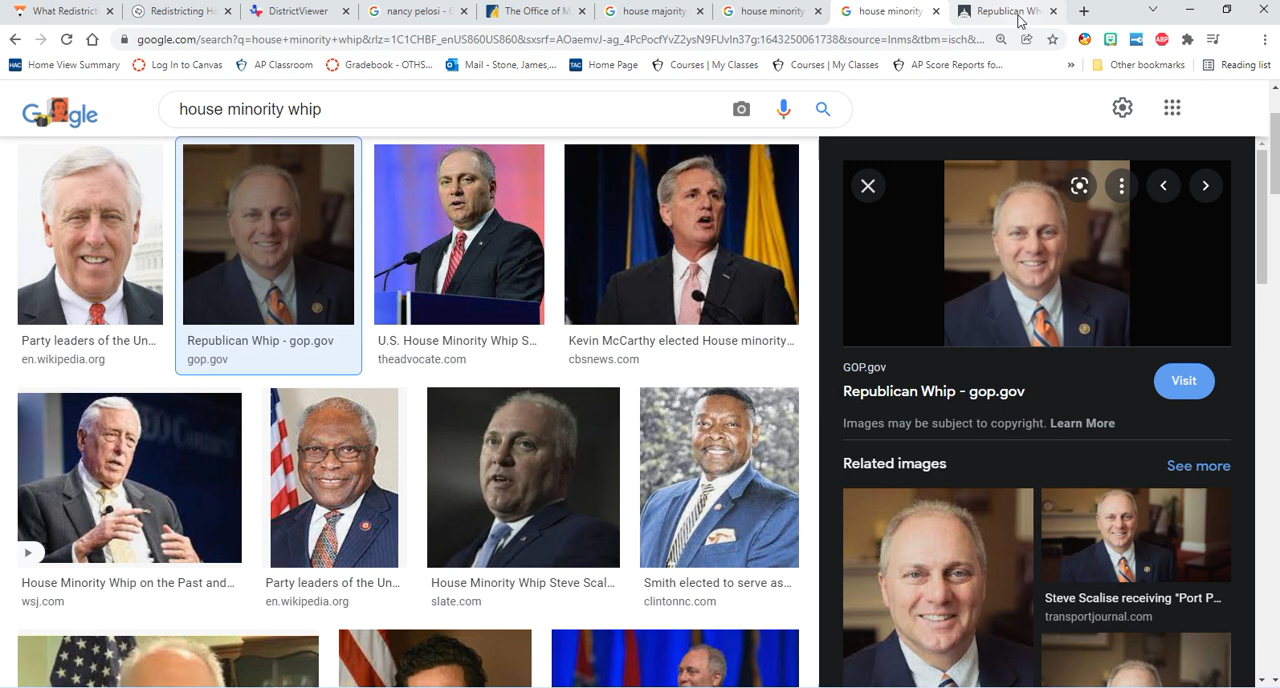 What Redistrict
Redistricting Ho
DistrictViewer
nancy pelosi - G
The Office of M
house majority
house minority
house minority
Republican Whi
google.com/search?q=house+minority+whip&rlz=1C1CHBF_enUS860US860&sxsrf=AOaemvJ-ag_4PcPocfYvZ2ysN9FUvIn37g:1643250061738&source=lnms&tbm=isch&...
ABP
HAC Home View Summary
Log In to Canvas
AP Classroom
Gradebook - OTHS...
Mail - Stone, James,...
TAC Home Page
Courses | My Classes
Courses | My Classes
AP Score Reports fo...
»
Other bookmarks
Reading list
Google
house minority whip
Party leaders of the Un...
en.wikipedia.org
Republican Whip - gop.gov
gop.gov
U.S. House Minority Whip S...
theadvocate.com
Kevin McCarthy elected House minority...
cbsnews.com
House Minority Whip on the Past and...
wsj.com
Party leaders of the Un...
en.wikipedia.org
House Minority Whip Steve Scal...
slate.com
Smith elected to serve as...
clintonnc.com
GOP.gov
Republican Whip - gop.gov
Visit
Images may be subject to copyright. Learn More
Related images
See more
Steve Scalise receiving "Port P...
transportjournal.com